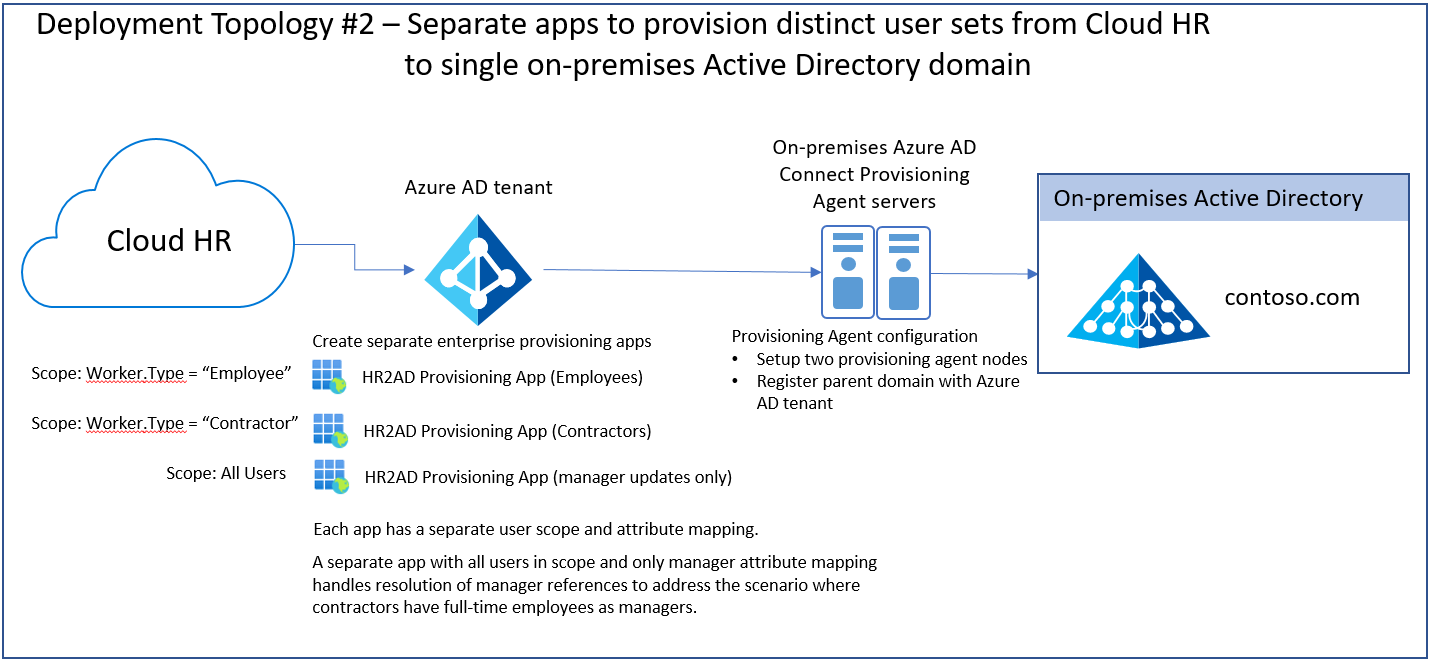 Deployment Topology #2 – Separate apps to provision distinct user sets from Cloud HR
to single on-premises Active Directory domain
Cloud HR
Azure AD tenant
On-premises Azure AD
Connect Provisioning
Agent servers
On-premises Active Directory
contoso.com
Create separate enterprise provisioning apps
Scope: Worker.Type = “Employee”
HR2AD Provisioning App (Employees)
Scope: Worker.Type = “Contractor”
HR2AD Provisioning App (Contractors)
Scope: All Users
HR2AD Provisioning App (manager updates only)
Provisioning Agent configuration
• Setup two provisioning agent nodes
• Register parent domain with Azure
AD tenant
Each app has a separate user scope and attribute mapping.
A separate app with all users in scope and only manager attribute mapping
handles resolution of manager references to address the scenario where
contractors have full-time employees as managers.